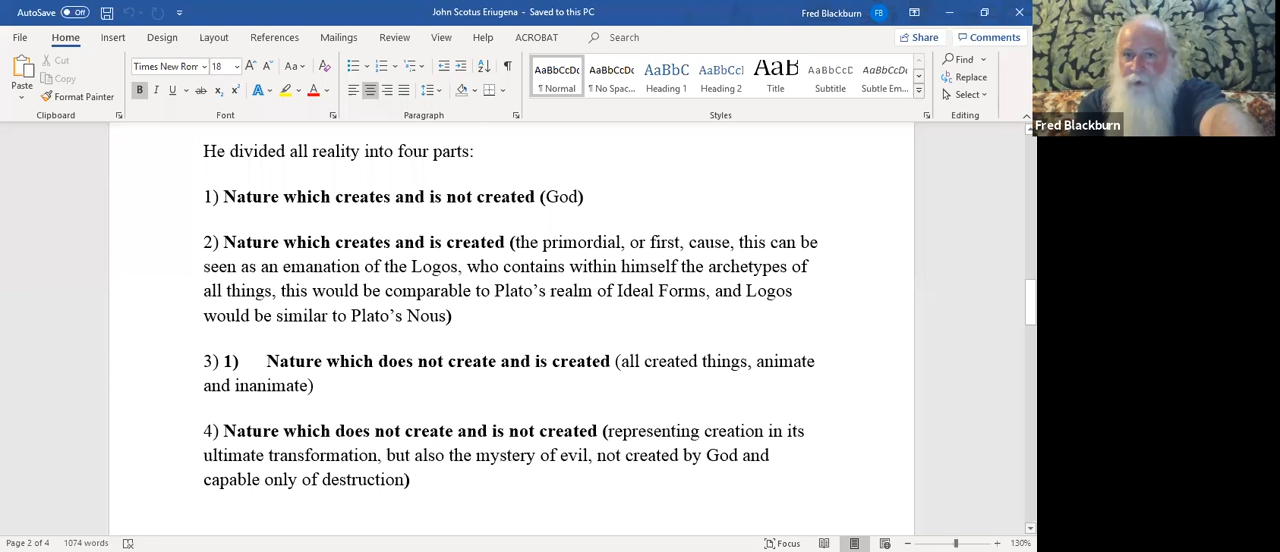 AutoSave Off John Scotus Eriugena - Saved to this PC Fred Blackburn FB
File Home Insert Design Layout References Mailings Review View Help ACROBAT Search Share Comments
Paste Cut Copy Format Painter
Times New Ror 18 A A Aa A
B I U ab x₂ x² A A
AaBbCcDc AaBbCcDc AaBbC AaBbCcI AaB AaBbCcD AaBbCcDc
¶ Normal ¶ No Spac... Heading 1 Heading 2 Title Subtitle Subtle Em...
Find Replace Select
Clipboard Font Paragraph Styles Editing
Fred Blackburn
He divided all reality into four parts:
1) Nature which creates and is not created (God)
2) Nature which creates and is created (the primordial, or first, cause, this can be
seen as an emanation of the Logos, who contains within himself the archetypes of
all things, this would be comparable to Plato’s realm of Ideal Forms, and Logos
would be similar to Plato’s Nous)
3) 1) Nature which does not create and is created (all created things, animate
and inanimate)
4) Nature which does not create and is not created (representing creation in its
ultimate transformation, but also the mystery of evil, not created by God and
capable only of destruction)
Page 2 of 4 1074 words Focus 130%